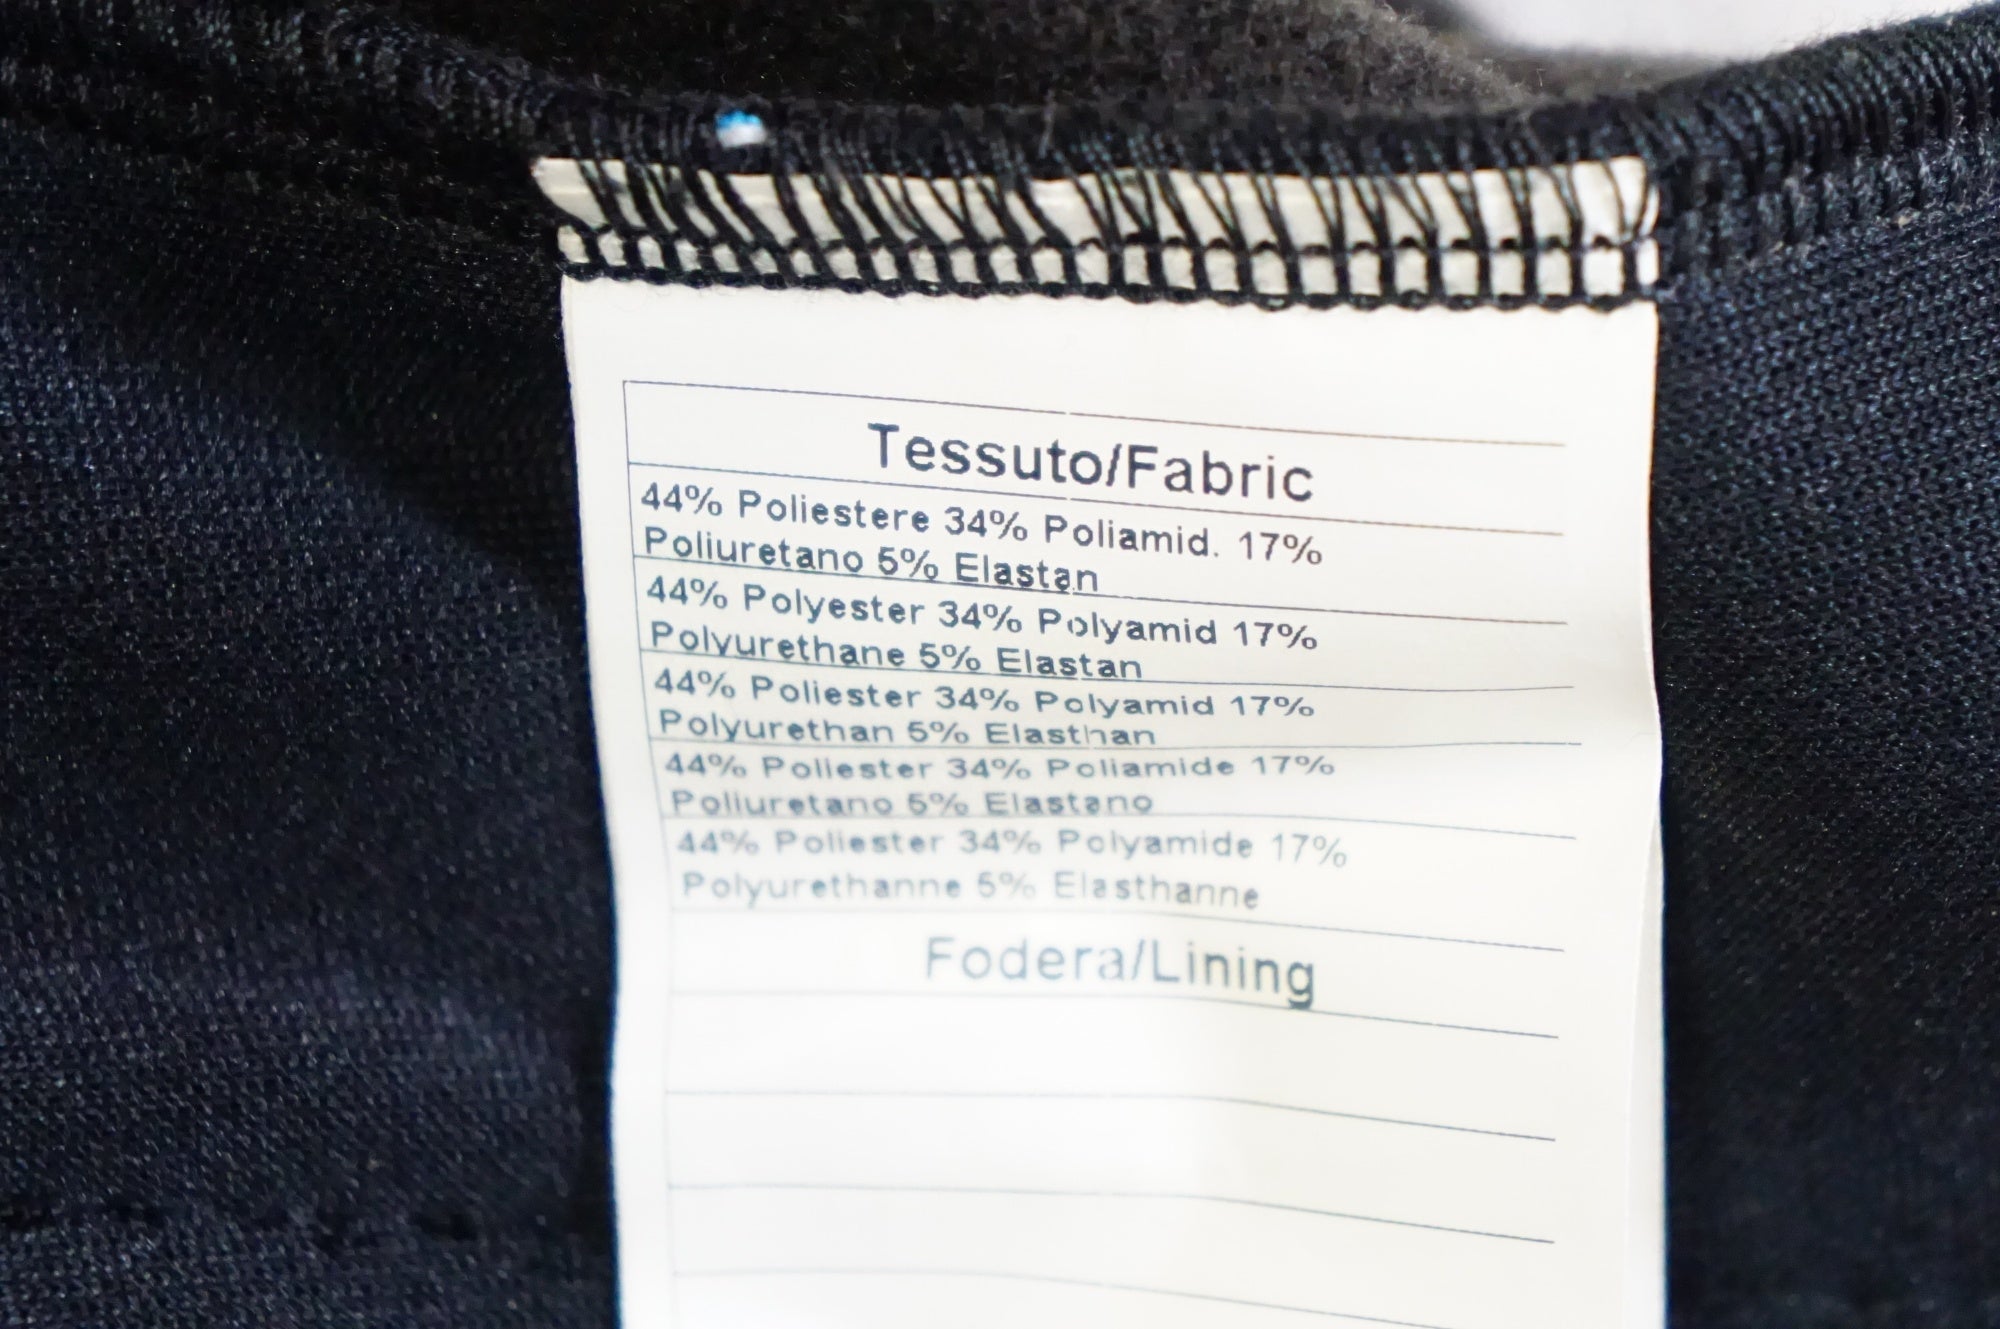 Tessuto/Fabric
44% Poliestere 34% Poliamid. 17%
Poliuretano 5% Elastan
44% Polyester 34% Polyamid 17%
Polyurethane 5% Elastan
44% Poliester 34% Polyamid 17%
Polyurethan 5% Elasthan
44% Poliester 34% Poliamide 17%
Poliuretano 5% Elastano
44% Poliester 34% Polyamide 17%
Polyurethanne 5% Elasthanne
Fodera/Lining